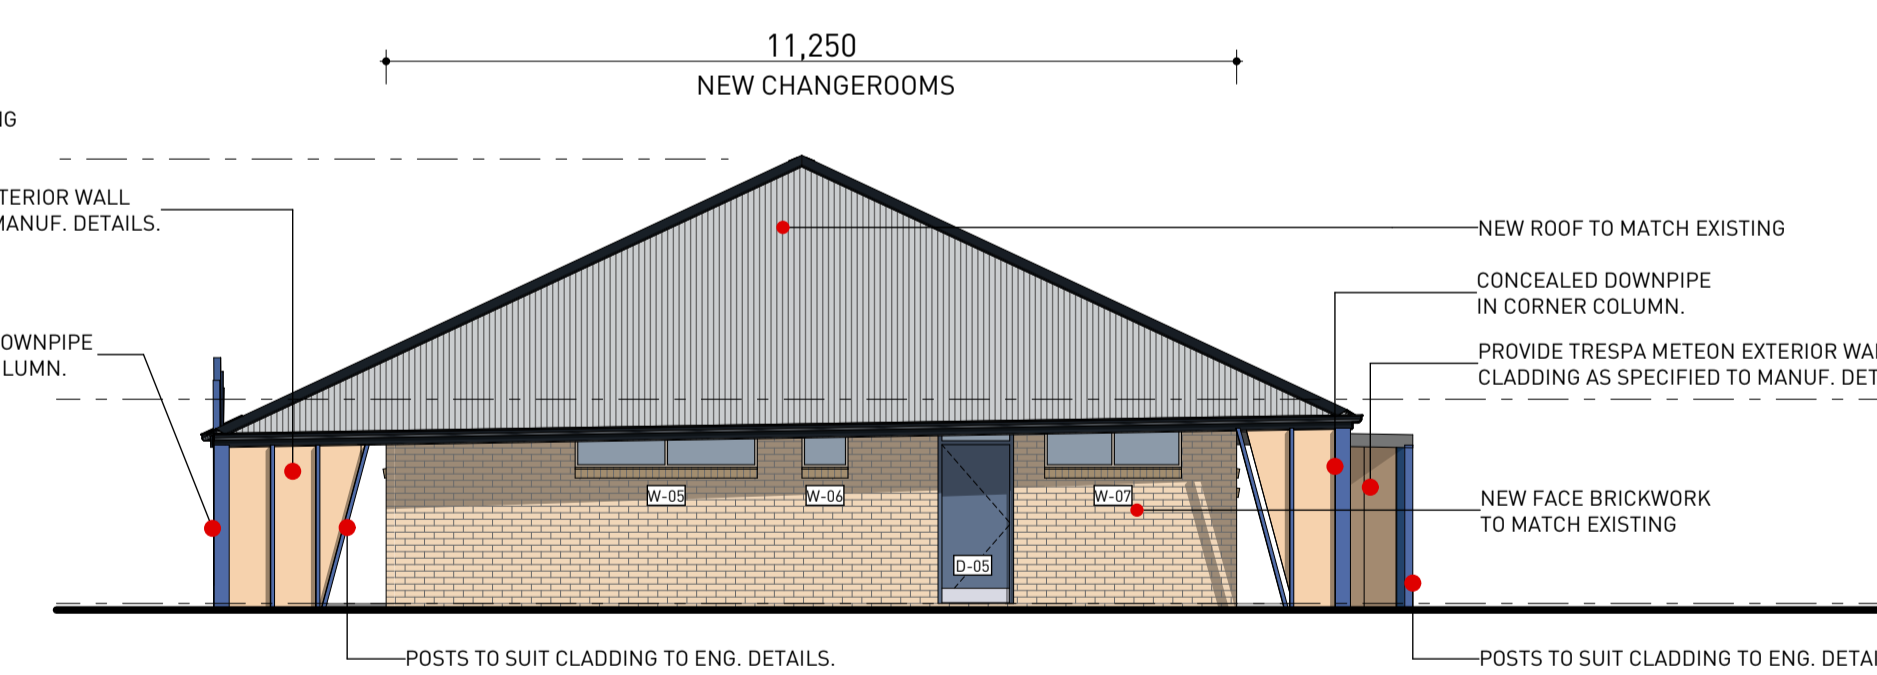 11,250
NEW CHANGEROOMS
TERIOR WALL
MANUF. DETAILS.
NEW ROOF TO MATCH EXISTING
CONCEALED DOWNPIPE
IN CORNER COLUMN.
OWNPIPE
LUMN.
PROVIDE TRESPA METEON EXTERIOR WA
CLADDING AS SPECIFIED TO MANUF. DET
W-05
W-06
W-07
NEW FACE BRICKWORK
TO MATCH EXISTING
D-05
POSTS TO SUIT CLADDING TO ENG. DETAILS.
POSTS TO SUIT CLADDING TO ENG. DETAI